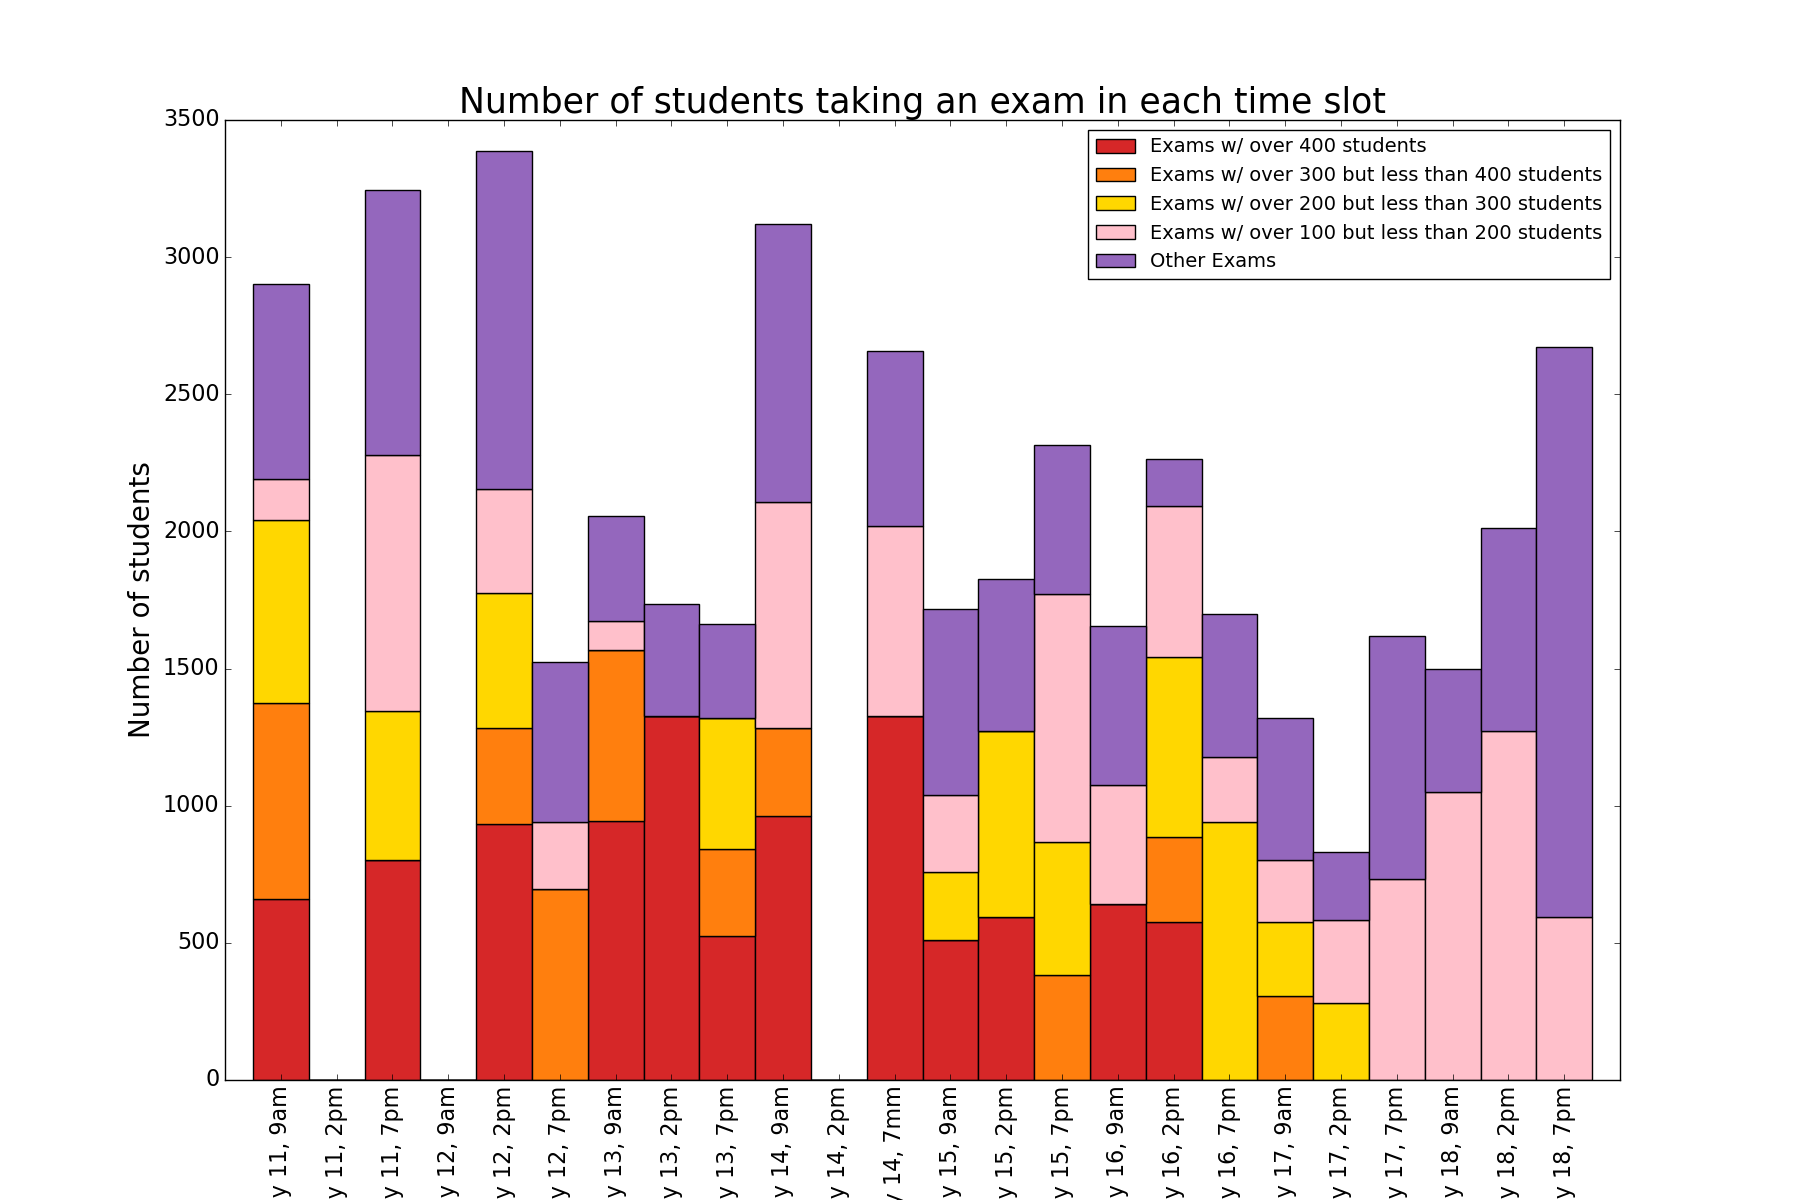 Number of students taking an exam in each time slot
Exams w/ over 400 students
Exams w/ over 300 but less than 400 students
Exams w/ over 200 but less than 300 students
Exams w/ over 100 but less than 200 students
Other Exams
Number of students
3500
3000
2500
2000
1500
1000
500
0
y 11, 9am
y 11, 2pm
y 11, 7pm
y 12, 9am
y 12, 2pm
y 12, 7pm
y 13, 9am
y 13, 2pm
y 13, 7pm
y 14, 9am
y 14, 2pm
y 14, 7mm
y 15, 9am
y 15, 2pm
y 15, 7pm
y 16, 9am
y 16, 2pm
y 16, 7pm
y 17, 9am
y 17, 2pm
y 17, 7pm
y 18, 9am
y 18, 2pm
y 18, 7pm